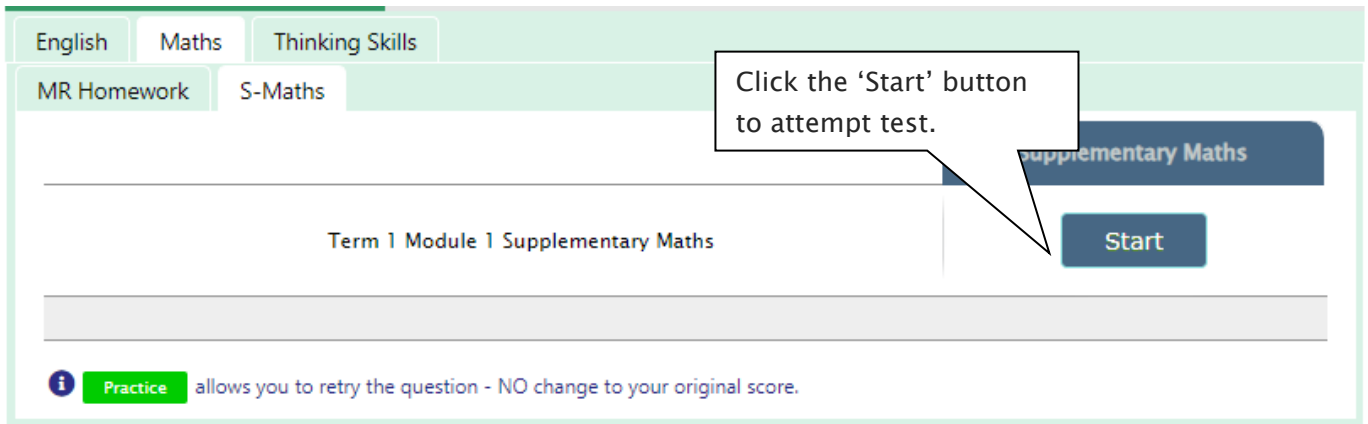 English Maths Thinking Skills
MR Homework S-Maths
Click the ‘Start’ button
to attempt test.
Supplementary Maths
Term 1 Module 1 Supplementary Maths Start
i Practice allows you to retry the question - NO change to your original score.